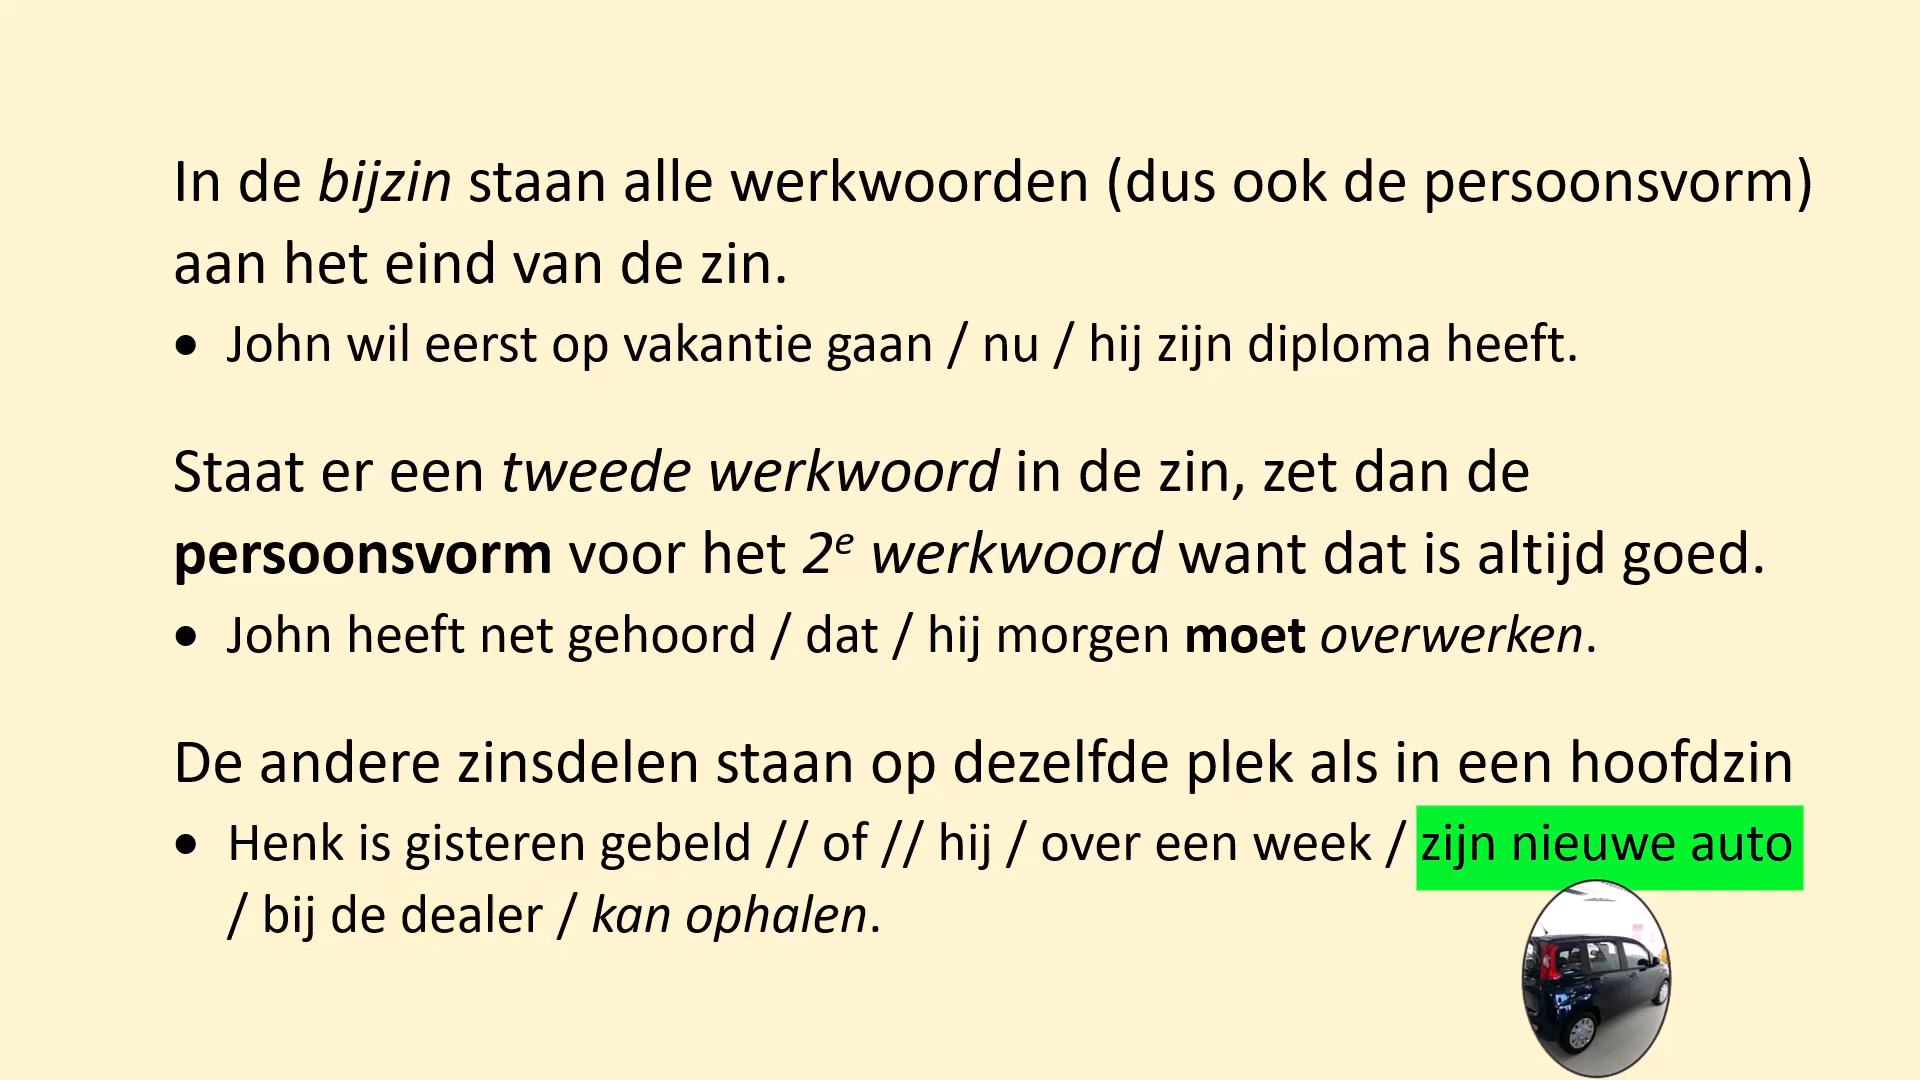 In de bijzin staan alle werkwoorden (dus ook de persoonsvorm)
aan het eind van de zin.
• John wil eerst op vakantie gaan / nu / hij zijn diploma heeft.
Staat er een tweede werkwoord in de zin, zet dan de
persoonsvorm voor het 2e werkwoord want dat is altijd goed.
• John heeft net gehoord / dat / hij morgen moet overwerken.
De andere zinsdelen staan op dezelfde plek als in een hoofdzin
• Henk is gisteren gebeld // of // hij / over een week / zijn nieuwe auto
/ bij de dealer / kan ophalen.